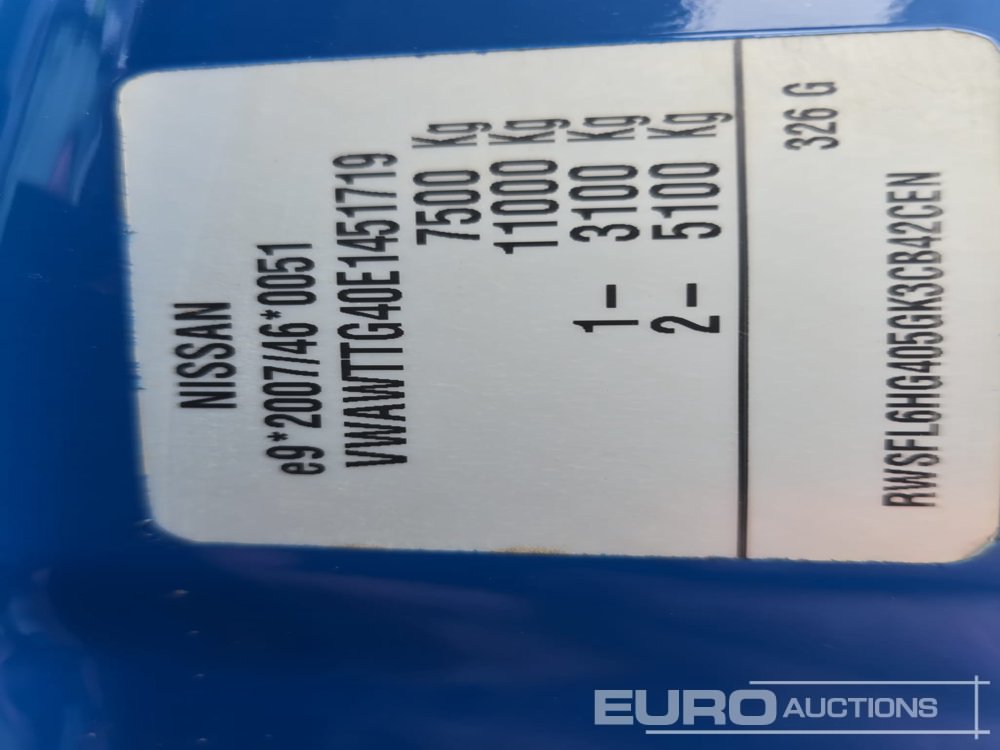 NISSAN
e9*2007/46*0051
VWAWTTG40E1451719
7500 Kg
11000 Kg
1- 3100 Kg
2- 5100 Kg
326 G
RWSFL6HG405GK3CB42CEN
EURO AUCTIONS